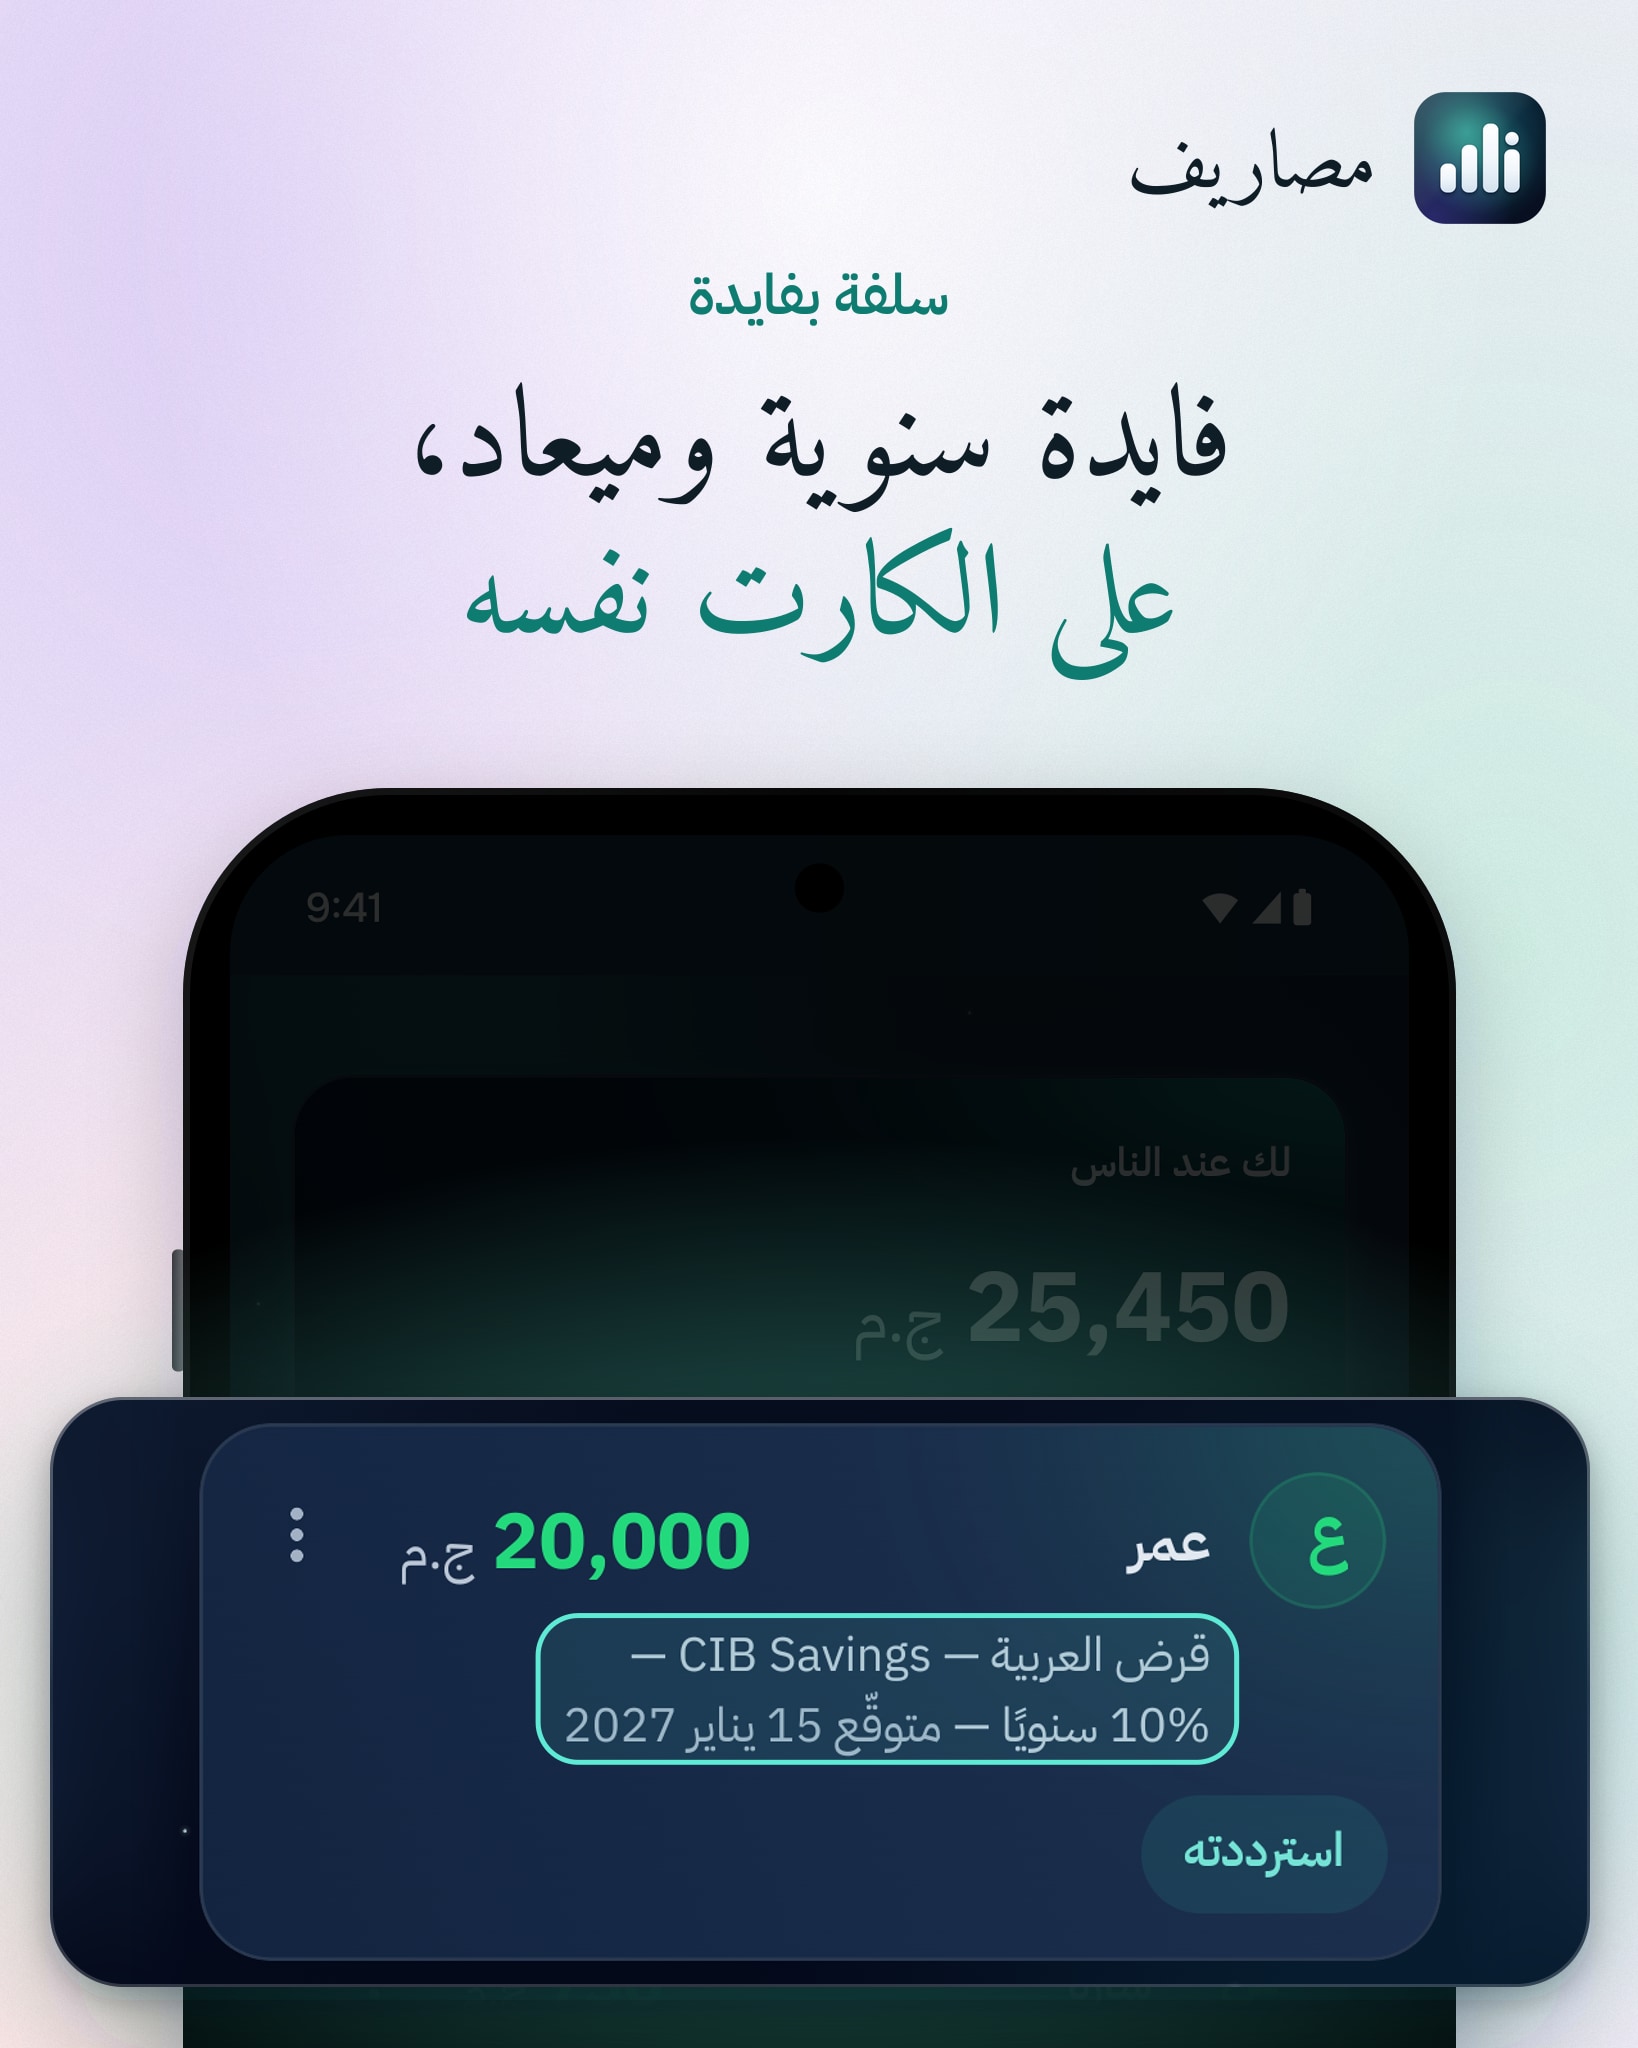 مصاريف
سلفة بفايدة
فايدة سنوية وميعاد،
على الكارت نفسه
9:41
لك عند الناس
25,450 ج.م
ع
عمر
20,000 ج.م
قرض العربية — CIB Savings —
10% سنويًا — متوقّع 15 يناير 2027
استرددته